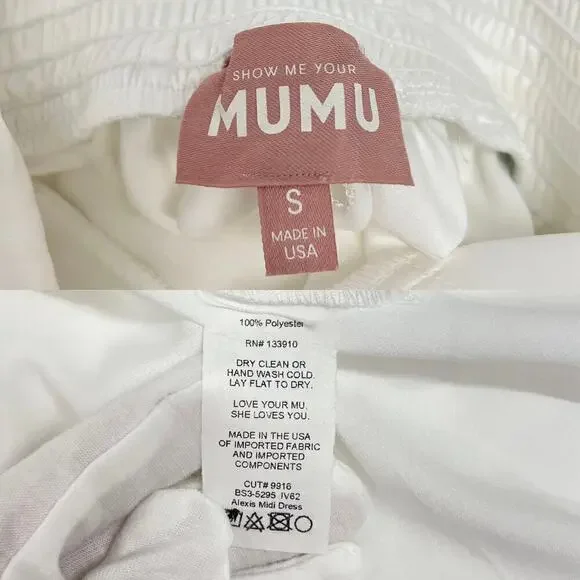 SHOW ME YOUR
MUMU
S
MADE IN
USA
100% Polyester
RN# 133910
DRY CLEAN OR
HAND WASH COLD.
LAY FLAT TO DRY.
LOVE YOUR MU,
SHE LOVES YOU.
MADE IN THE USA
OF IMPORTED FABRIC
AND IMPORTED
COMPONENTS
CUT# 9916
BS3-5295 IV62
Alexis Midi Dress